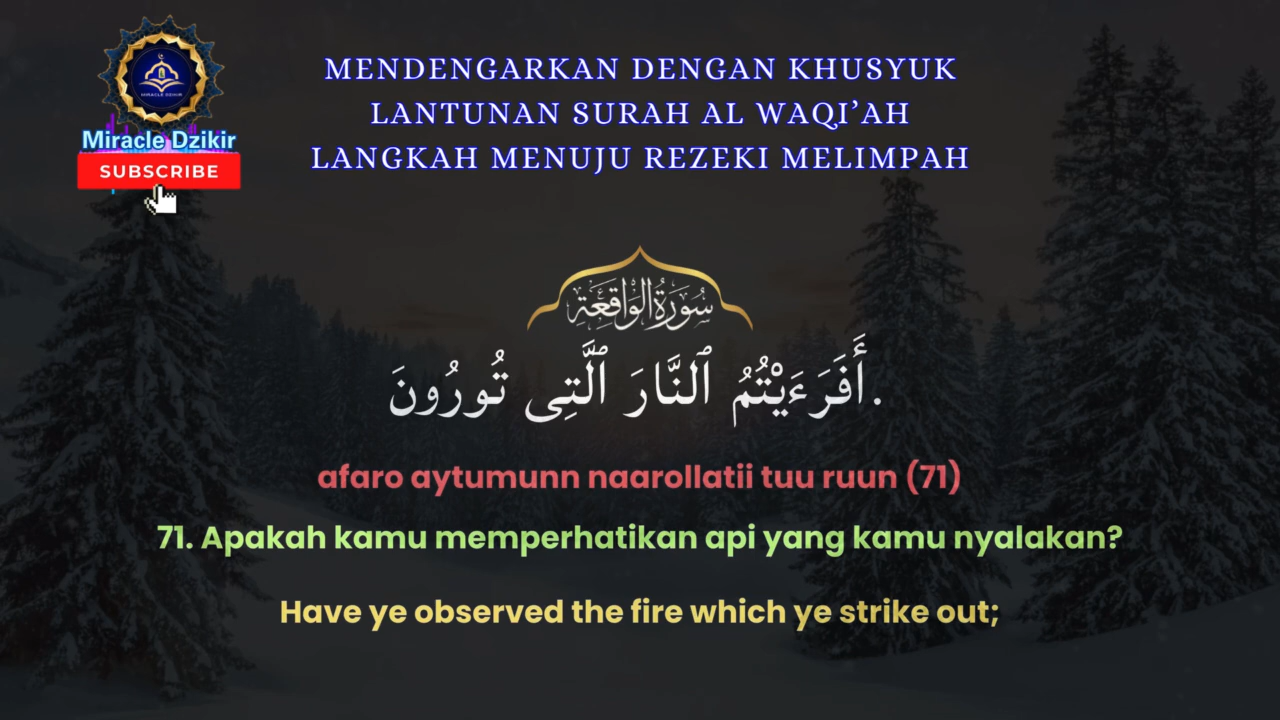 MENDENGARKAN DENGAN KHUSYUK
LANTUNAN SURAH AL WAQI’AH
LANGKAH MENUJU REZEKI MELIMPAH
MIRACLE DZIKIR
Miracle Dzikir
SUBSCRIBE
سُورَةُ الوَاقِعَةِ
أَفَرَءَيْتُمُ ٱلنَّارَ ٱلَّتِى تُورُونَ.
afaro aytumunn naarollatii tuu ruun (71)
71. Apakah kamu memperhatikan api yang kamu nyalakan?
Have ye observed the fire which ye strike out;